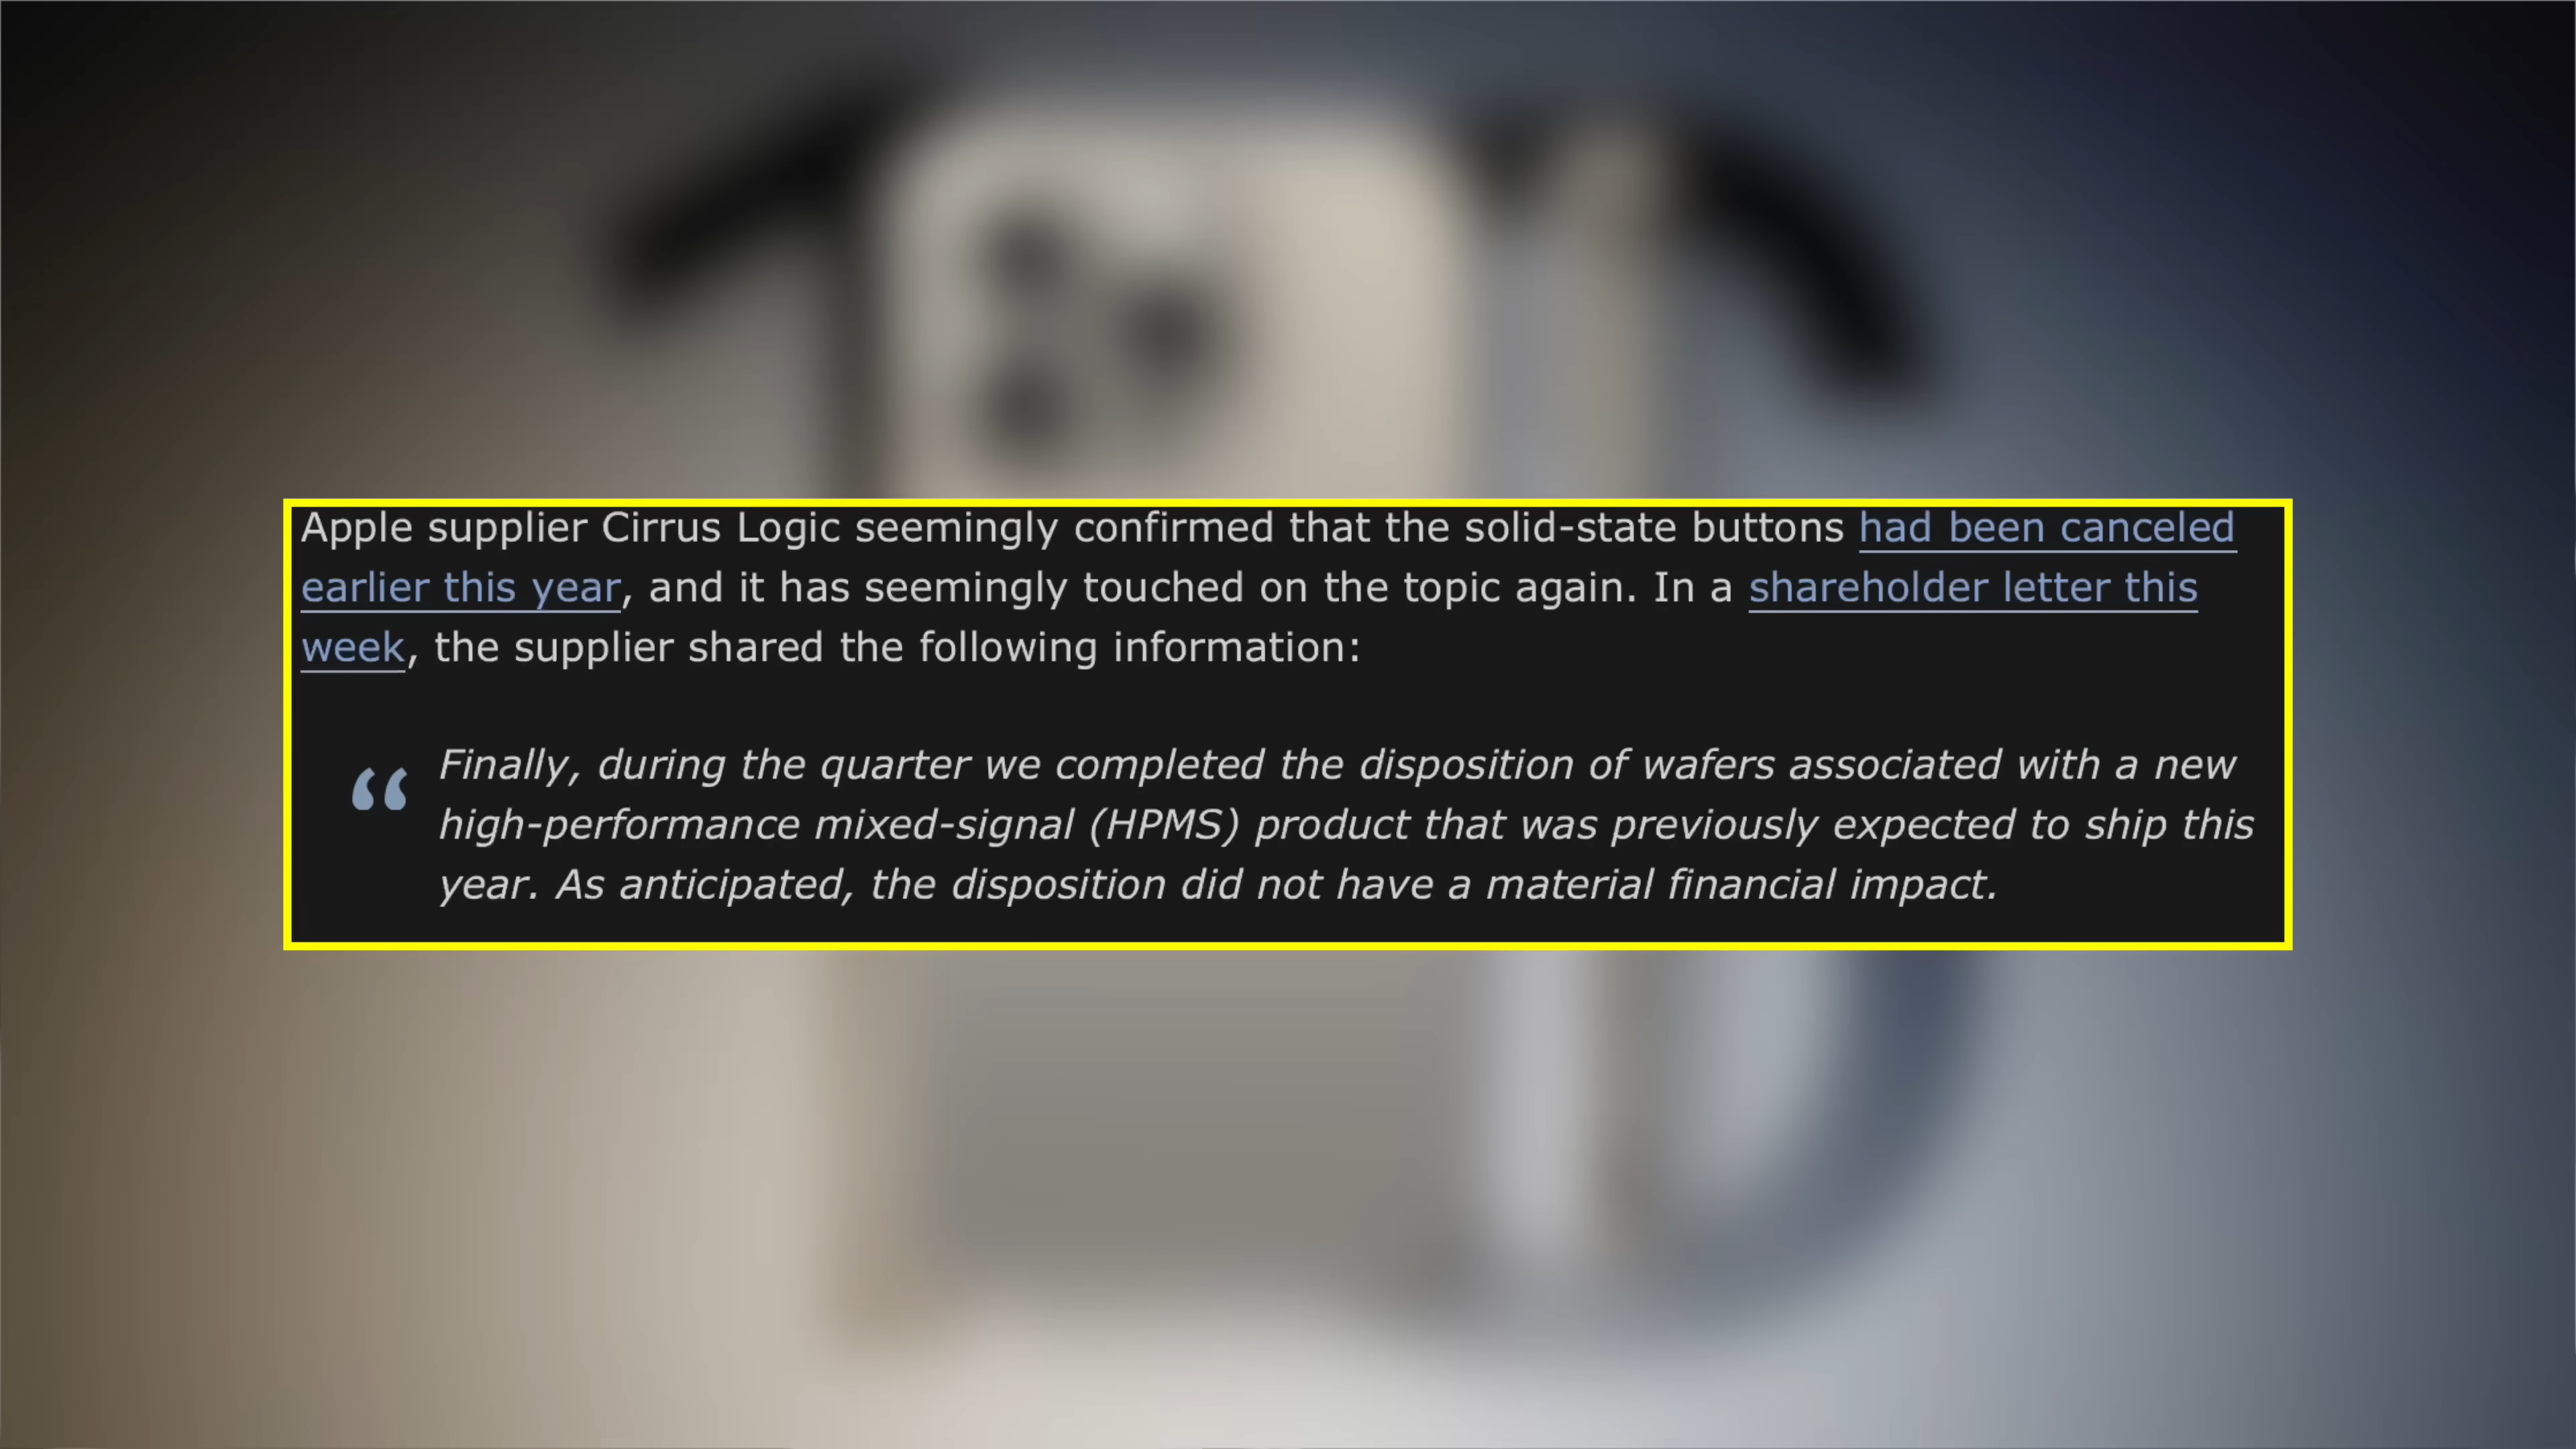 Apple supplier Cirrus Logic seemingly confirmed that the solid-state buttons had been canceled
earlier this year, and it has seemingly touched on the topic again. In a shareholder letter this
week, the supplier shared the following information:
“ Finally, during the quarter we completed the disposition of wafers associated with a new
high-performance mixed-signal (HPMS) product that was previously expected to ship this
year. As anticipated, the disposition did not have a material financial impact.